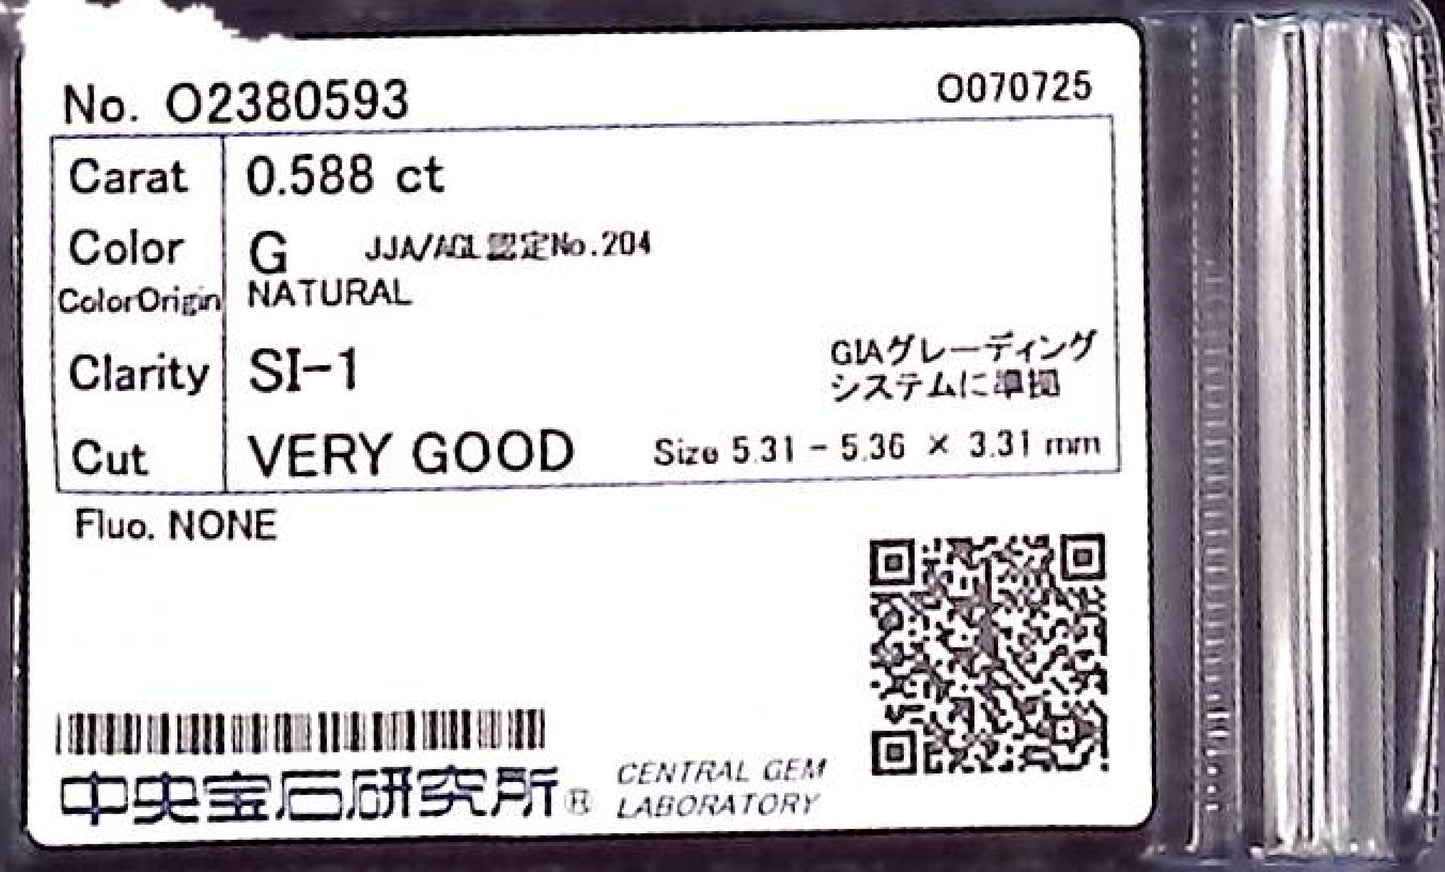 No. O2380593 O070725
Carat 0.588 ct
Color G JJA/AGL認定No.204
ColorOrigin NATURAL
Clarity SI-1 GIAグレーディング
システムに準拠
Cut VERY GOOD Size 5.31 - 5.36 × 3.31 mm
Fluo. NONE
中央宝石研究所® CENTRAL GEM
LABORATORY